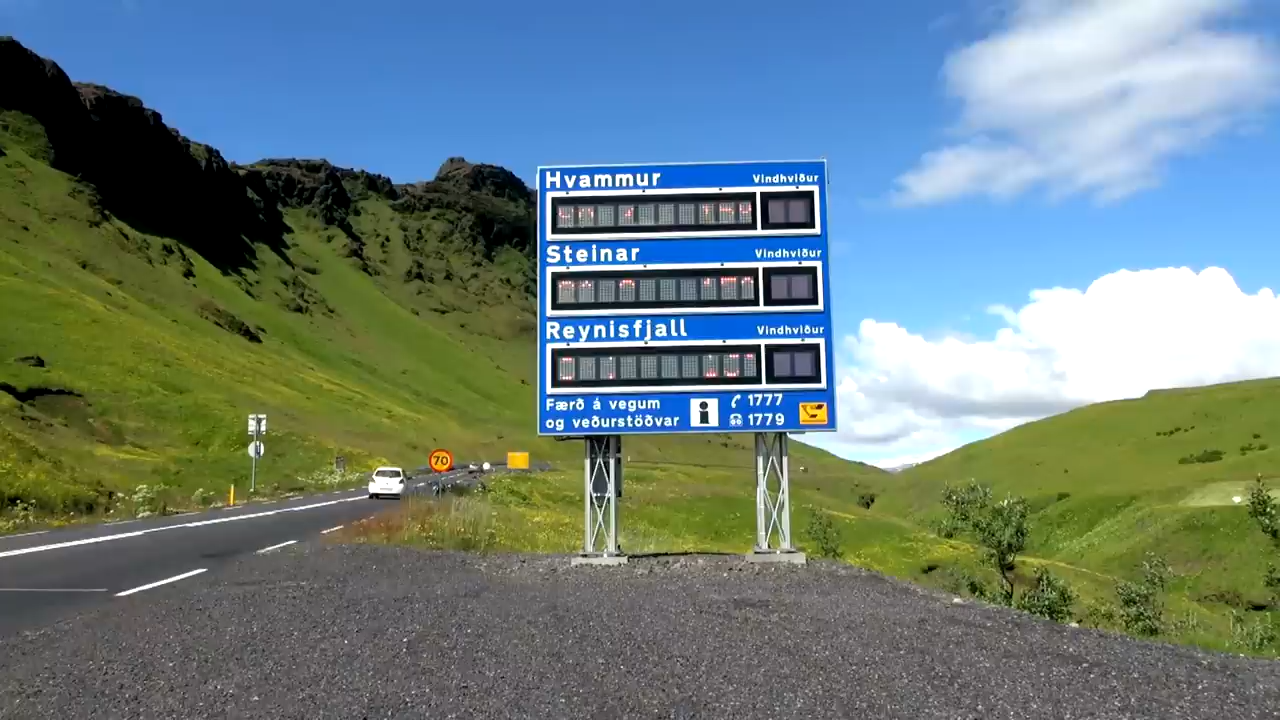 Hvammur Vindhviður
Steinar Vindhviður
Reynisfjall Vindhviður
Færð á vegum 1777
og veðurstöðvar 1779
70